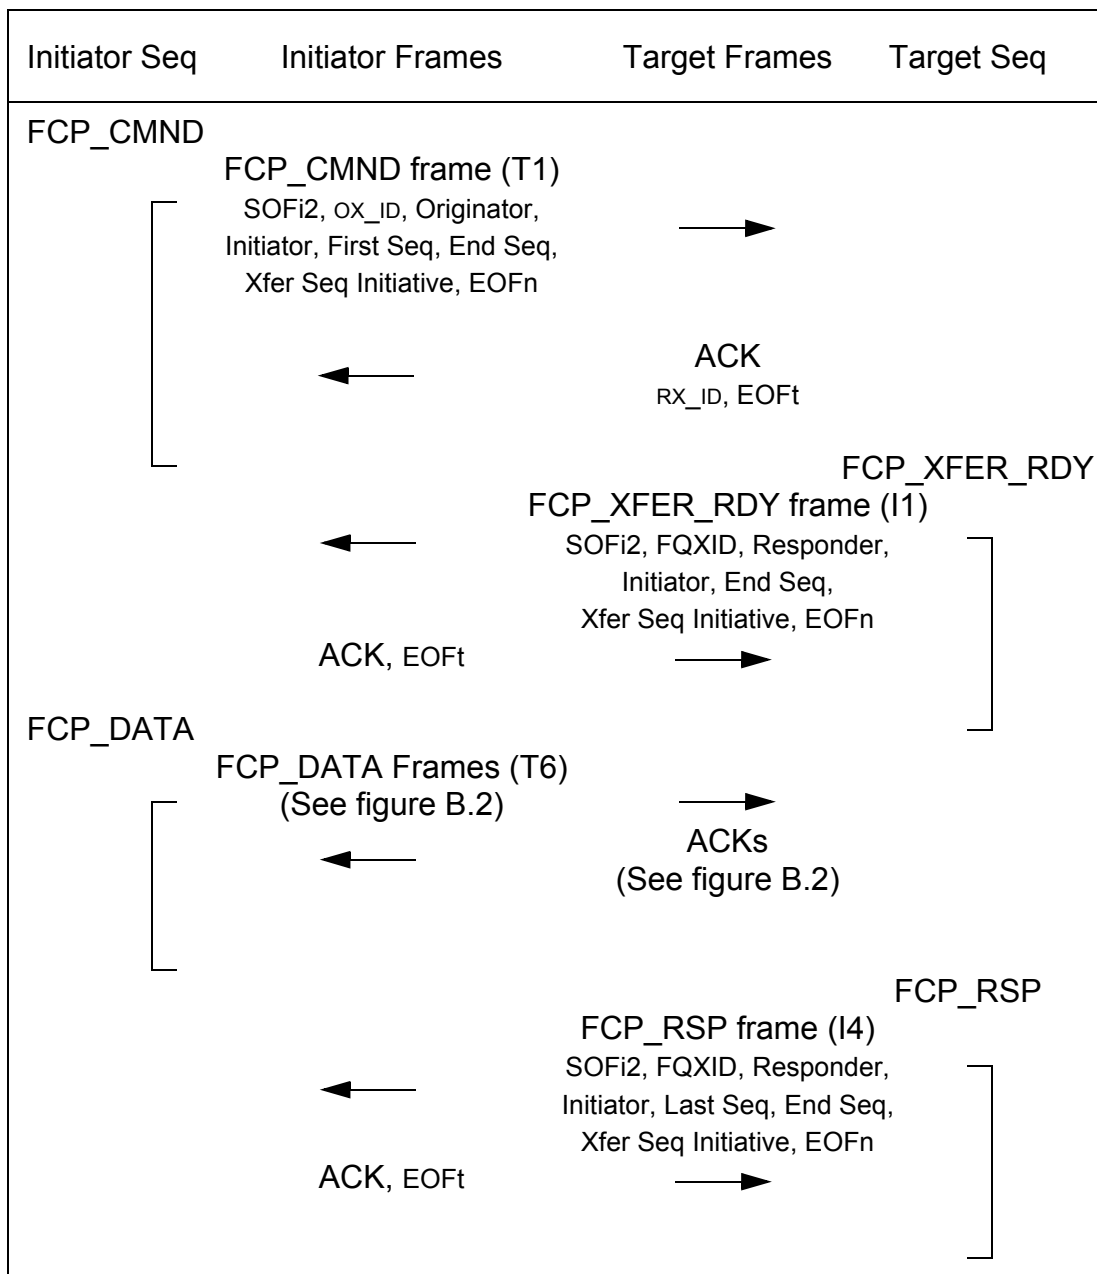 Initiator Seq Initiator Frames Target Frames Target Seq
FCP_CMND
FCP_CMND frame (T1)
SOFi2, OX_ID, Originator,
Initiator, First Seq, End Seq,
Xfer Seq Initiative, EOFn
ACK
RX_ID, EOFt
FCP_XFER_RDY
FCP_XFER_RDY frame (I1)
SOFi2, FQXID, Responder,
Initiator, End Seq,
Xfer Seq Initiative, EOFn
ACK, EOFt
FCP_DATA
FCP_DATA Frames (T6)
(See figure B.2)
ACKs
(See figure B.2)
FCP_RSP
FCP_RSP frame (I4)
SOFi2, FQXID, Responder,
Initiator, Last Seq, End Seq,
Xfer Seq Initiative, EOFn
ACK, EOFt